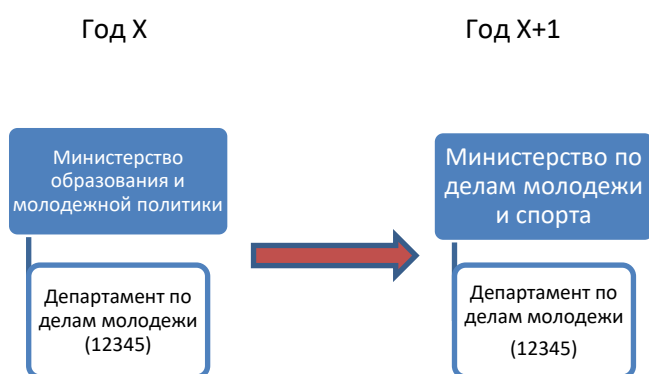 Год X
Год X+1
Министерство
образования и
молодежной политики
Министерство по
делам молодежи
и спорта
Департамент по
делам молодежи
(12345)
Департамент по
делам молодежи
(12345)